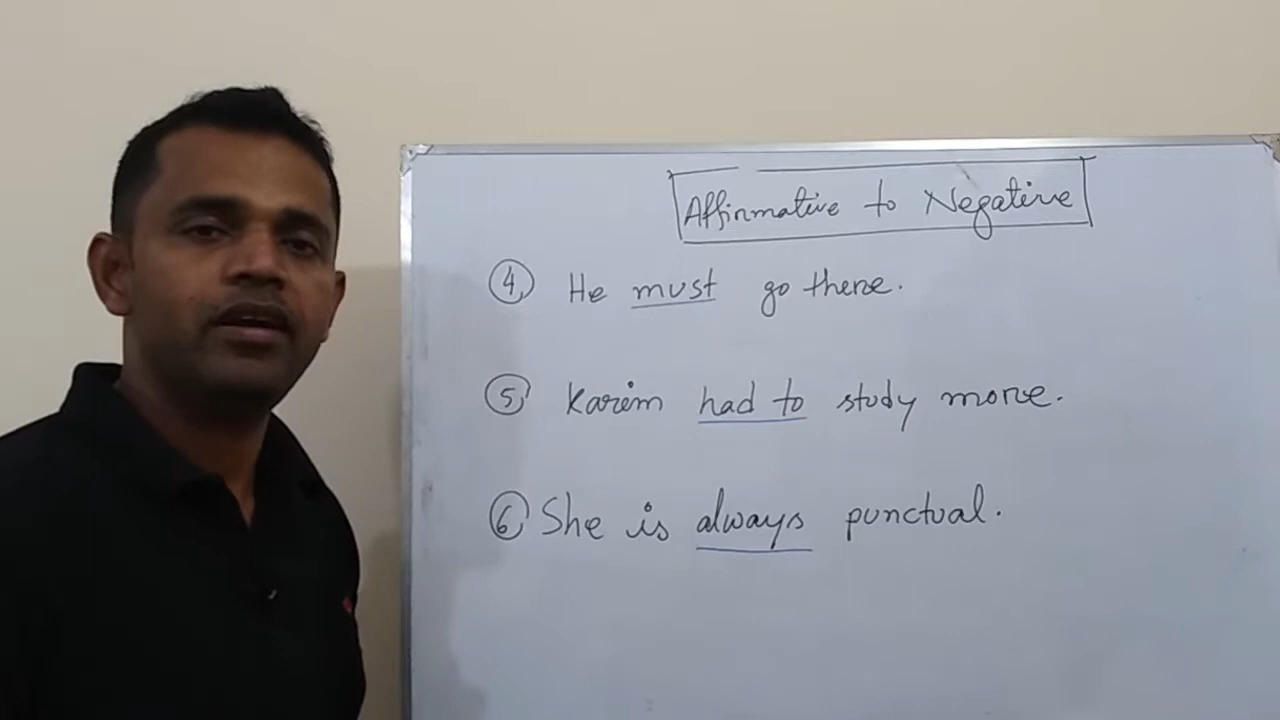 Affirmative to Negative
④ He must go there.
⑤ Karim had to study more.
⑥ She is always punctual.